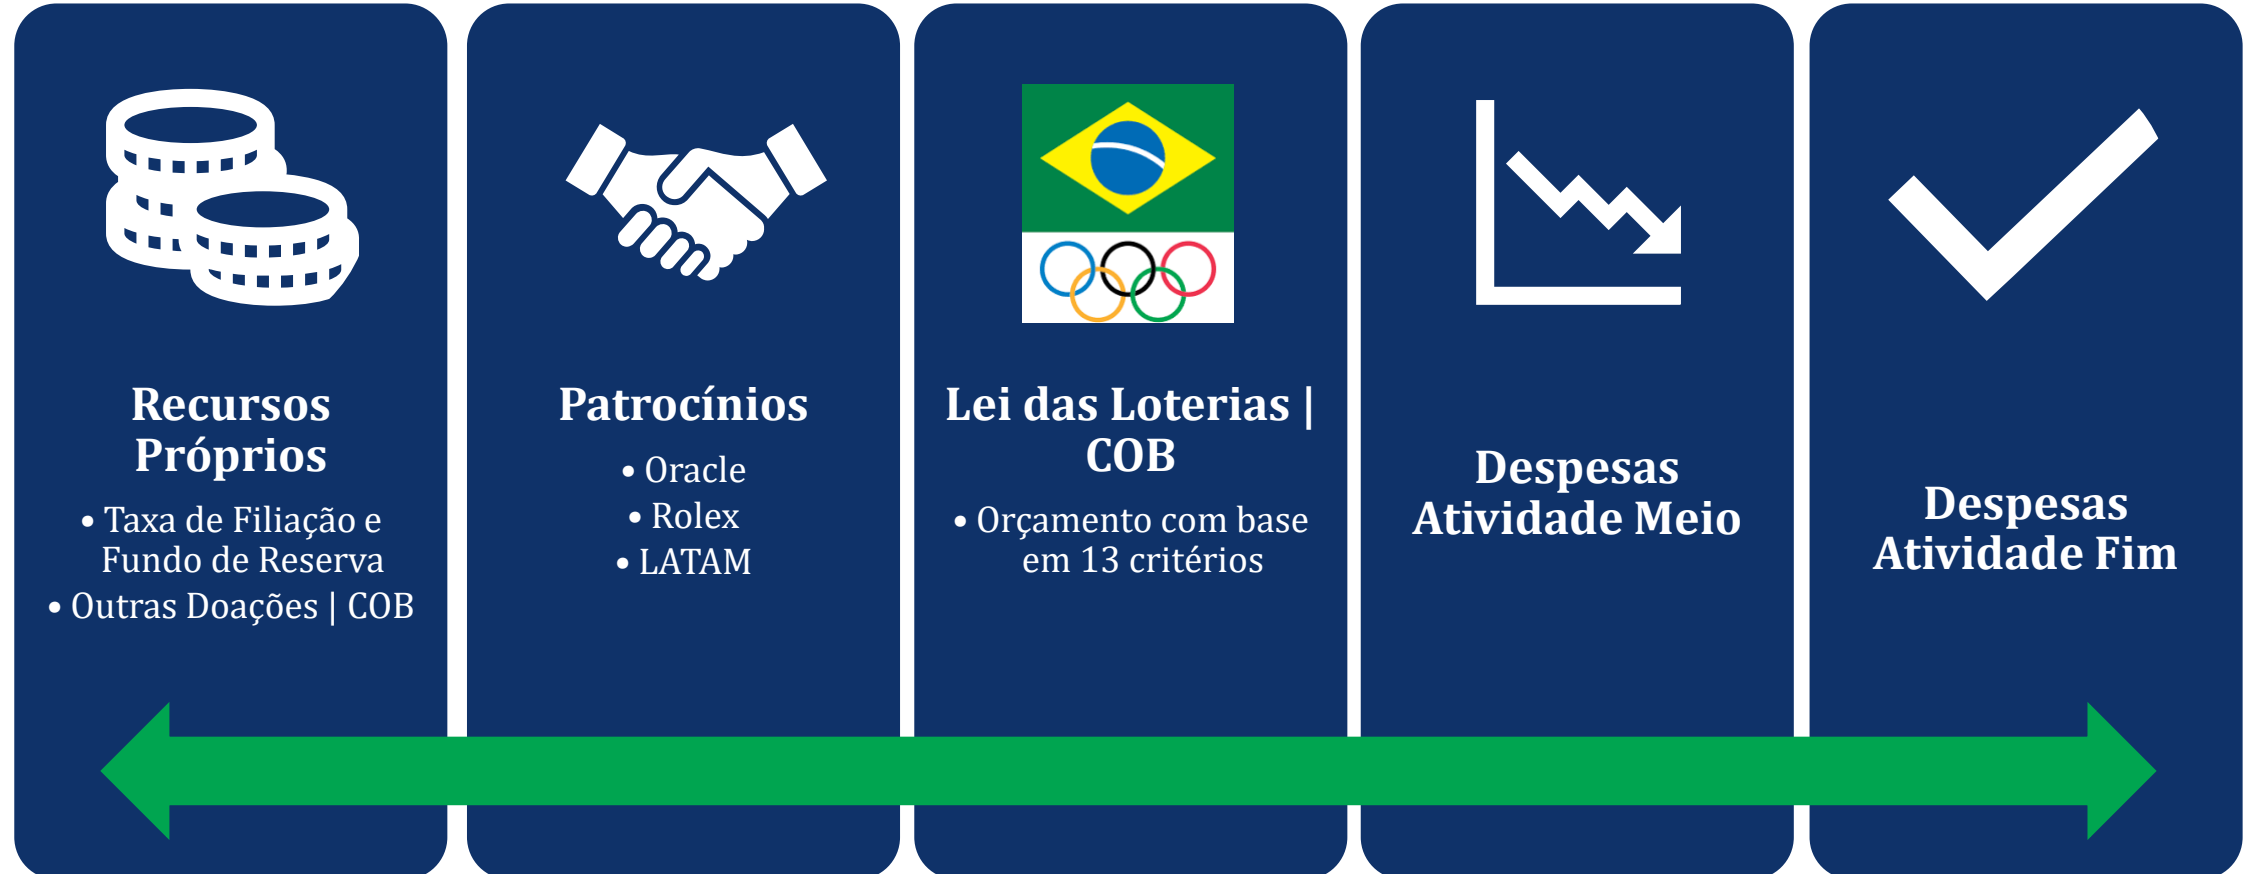 Recursos
Próprios
• Taxa de Filiação e
Fundo de Reserva
• Outras Doações | COB
Patrocínios
• Oracle
• Rolex
• LATAM
Lei das Loterias |
COB
• Orçamento com base
em 13 critérios
Despesas
Atividade Meio
Despesas
Atividade Fim